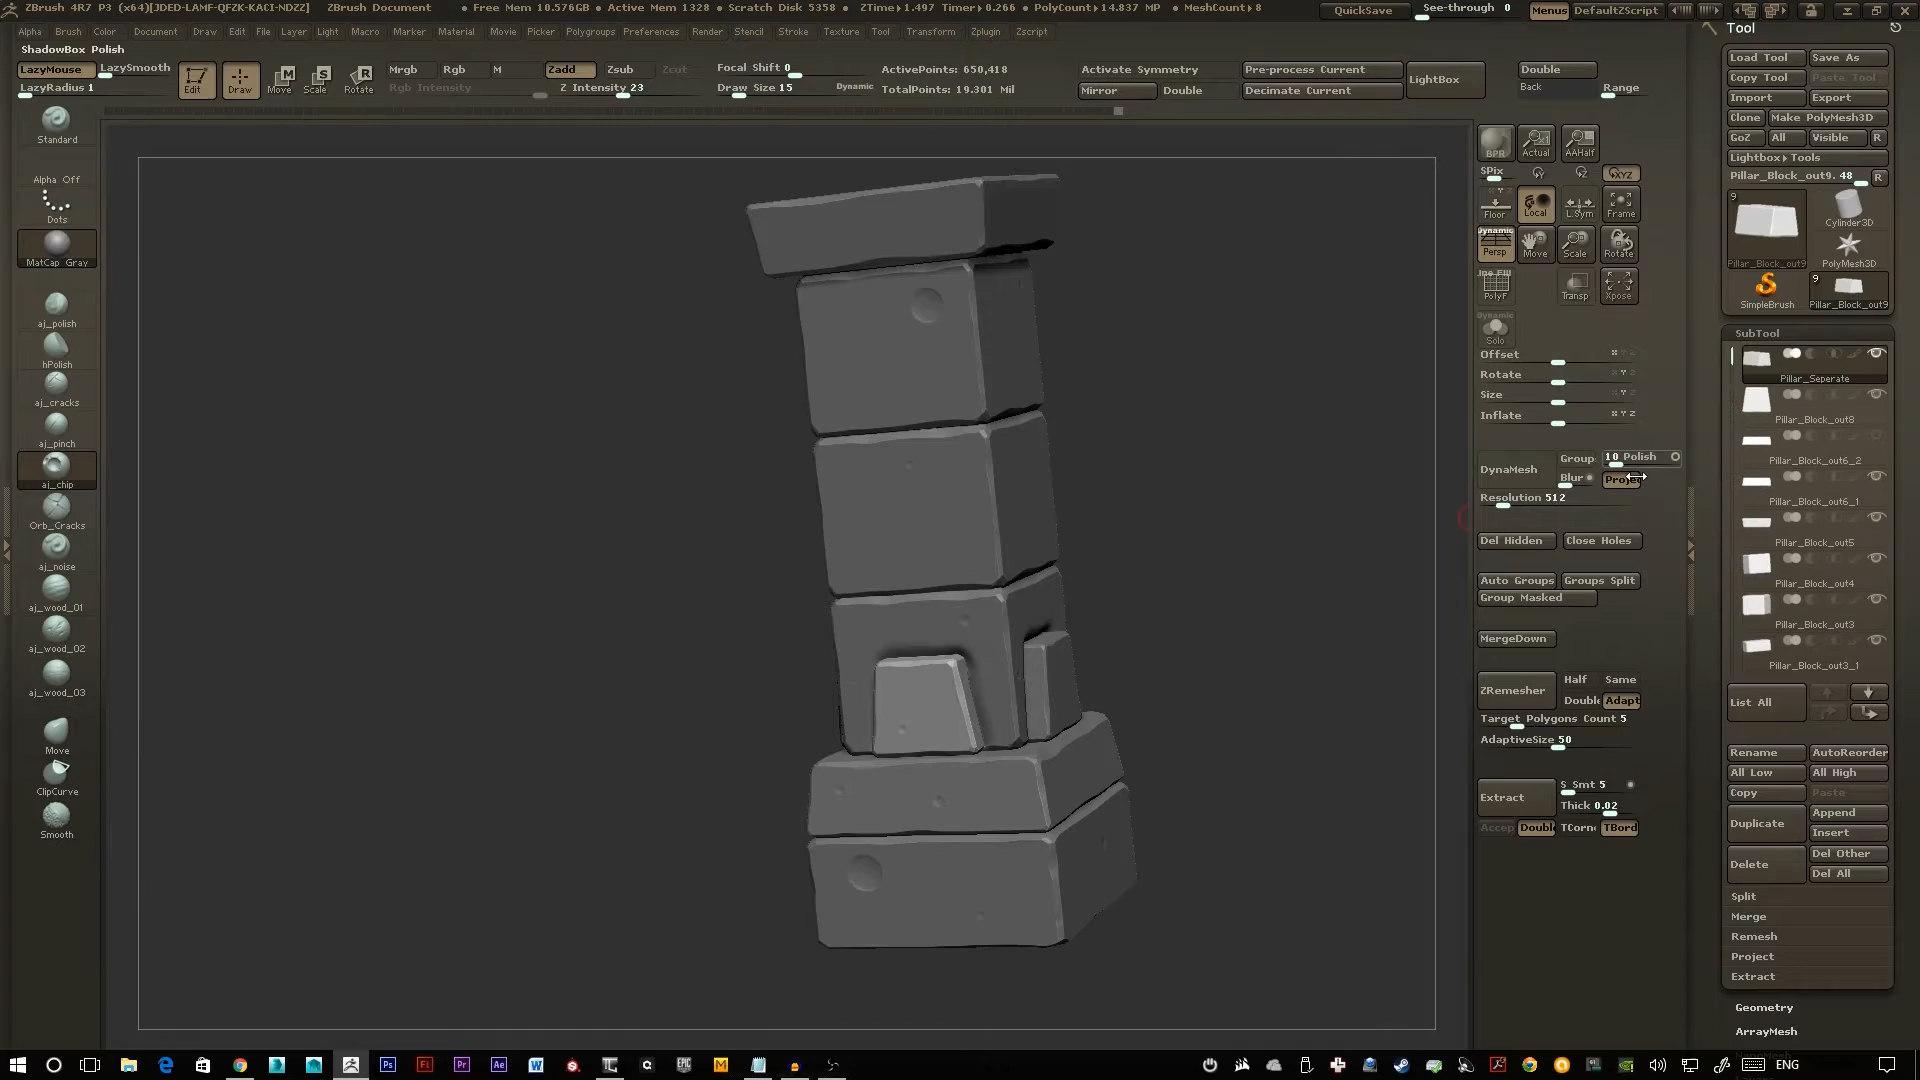 ZBrush 4R7 P3 (x64)[JDED-LAMF-QFZK-KACI-NDZZ] ZBrush Document • Free Mem 10.576GB • Active Mem 1328 • Scratch Disk 5358 • ZTime▸1.497 Timer▸0.266 • PolyCount▸14.837 MP • MeshCount▸8 QuickSave See-through 0 Menus DefaultZScript
Tool
Alpha Brush Color Document Draw Edit File Layer Light Macro Marker Material Movie Picker Polygroups Preferences Render Stencil Stroke Texture Tool Transform Zplugin Zscript
ShadowBox Polish
LazyMouse LazySmooth
LazyRadius 1
Edit Draw Move Scale Rotate
Mrgb Rgb M Zadd Zsub Zcut
Rgb Intensity Z Intensity 23
Focal Shift 0
Draw Size 15 Dynamic
ActivePoints: 650,418
TotalPoints: 19.301 Mil
Activate Symmetry
Mirror Double
Pre-process Current
Decimate Current
LightBox
Double
Back Range
Load Tool Save As
Copy Tool Paste Tool
Import Export
Clone Make PolyMesh3D
GoZ All Visible R
Lightbox▸Tools
Pillar_Block_out9. 48 R
9
Pillar_Block_out9
Cylinder3D
PolyMesh3D
SimpleBrush
9
Pillar_Block_out9
Standard
Alpha Off
Dots
MatCap Gray
aj_polish
hPolish
aj_cracks
aj_pinch
aj_chip
Orb_Cracks
aj_noise
aj_wood_01
aj_wood_02
aj_wood_03
Move
ClipCurve
Smooth
BPR Actual AAHalf
SPix XYZ
Floor Local L.Sym Frame
Dynamic
Persp Move Scale Rotate
PolyF Transp Xpose
Dynamic
Solo
Offset
Rotate
Size
Inflate
DynaMesh Group 10 Polish
Blur
Resolution 512
Del Hidden Close Holes
Auto Groups Groups Split
Group Masked
MergeDown
ZRemesher Half Same
Adapt
Target Polygons Count 5
AdaptiveSize 50
Extract S Smt 5
Thick 0.02
TBord
SubTool
Pillar_Seperate
Pillar_Block_out8
Pillar_Block_out6_2
Pillar_Block_out6_1
Pillar_Block_out5
Pillar_Block_out4
Pillar_Block_out3
Pillar_Block_out3_1
List All
Rename AutoReorder
All Low All High
Copy Paste
Duplicate Append
Insert
Delete Del Other
Del All
Split
Merge
Remesh
Project
Extract
Geometry
ArrayMesh
ENG